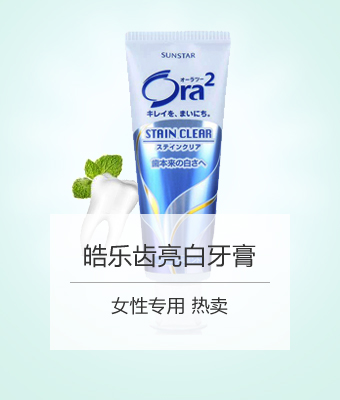 SUNSTAR
オーラツー
Ora²
キレイを、まいにち。
STAIN CLEAR
ステインクリア
歯本来の白さへ
皓乐齿亮白牙膏
女性专用 热卖